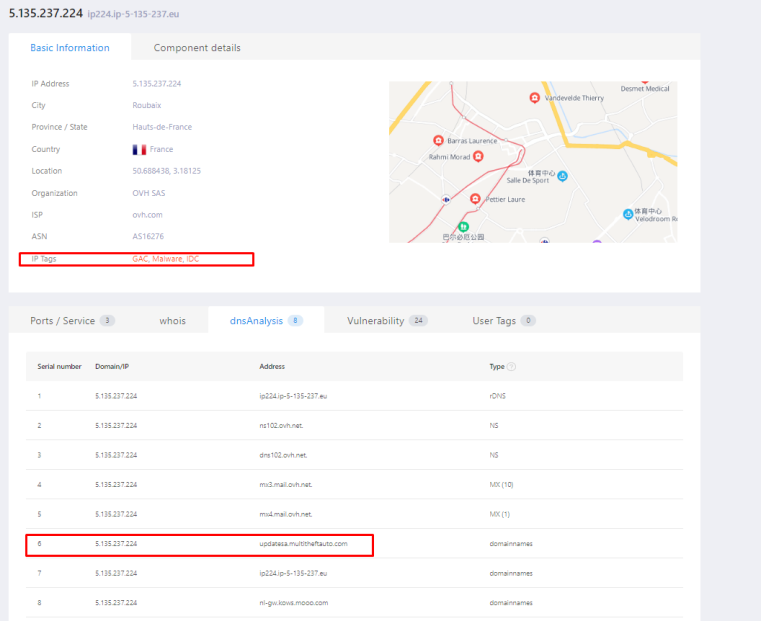 5.135.237.224 ip224.ip-5-135-237.eu
Basic Information Component details
IP Address 5.135.237.224
City Roubaix
Province / State Hauts-de-France
Country France
Location 50.688438, 3.18125
Organization OVH SAS
ISP ovh.com
ASN AS16276
IP Tags GAC, Maiware, IDC
Desmet Medical
Vandevelde Thierry
Barras Laurence
Rahmi Morad
体育中心
Salle De Sport
Pettier Laure
体育中心
Velodroom R
巴尔必厄公园
Ports / Service 3 whois dnsAnalysis 8 Vulnerability 24 User Tags 0
Serial number Domain/IP Address Type ?
1 5.135.237.224 ip224.ip-5-135-237.eu rDNS
2 5.135.237.224 ns102.ovh.net. NS
3 5.135.237.224 dns102.ovh.net. NS
4 5.135.237.224 mx3.mail.ovh.net. MX (10)
5 5.135.237.224 mx4.mail.ovh.net. MX (1)
6 5.135.237.224 updatesa.multitheftauto.com domainnames
7 5.135.237.224 ip224.ip-5-135-237.eu domainnames
8 5.135.237.224 nl-gw.kows.mooo.com domainnames